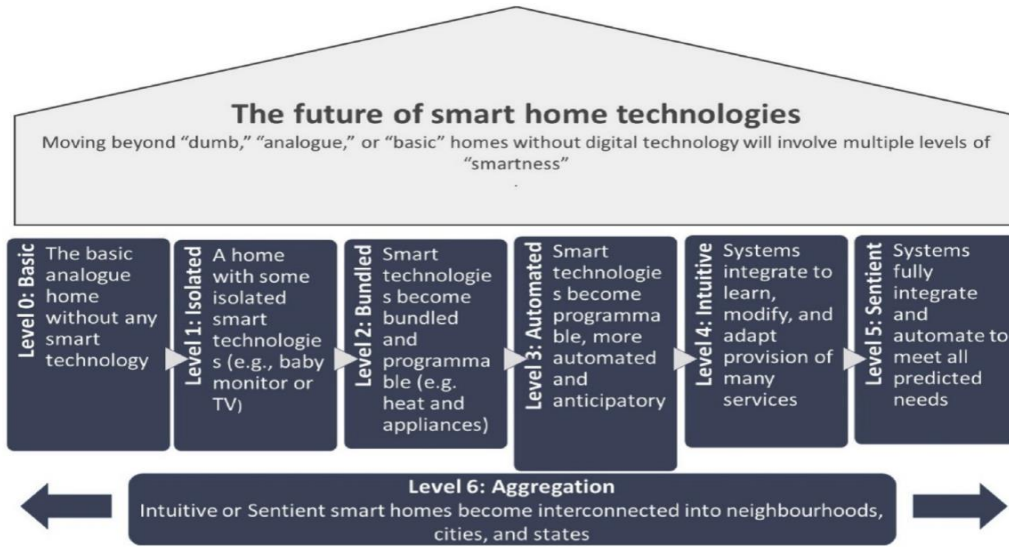 The future of smart home technologies
Moving beyond “dumb,” “analogue,” or “basic” homes without digital technology will involve multiple levels of
“smartness”
.
Level 0: Basic
The basic
analogue
home
without any
smart
technology
Level 1: Isolated
A home
with some
isolated
smart
technologie
s (e.g., baby
monitor or
TV)
Level 2: Bundled
Smart
technologie
s become
bundled
and
programma
ble (e.g.
heat and
appliances)
Level 3: Automated
Smart
technologie
s become
programma
ble, more
automated
and
anticipatory
Level 4: Intuitive
Systems
integrate to
learn,
modify, and
adapt
provision of
many
services
Level 5: Sentient
Systems
fully
integrate
and
automate to
meet all
predicted
needs
Level 6: Aggregation
Intuitive or Sentient smart homes become interconnected into neighbourhoods,
cities, and states